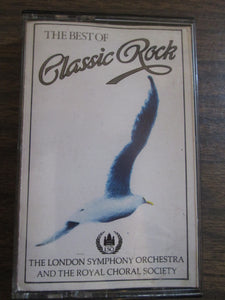 THE BEST OF
Classic Rock
THE LONDON SYMPHONY ORCHESTRA
AND THE ROYAL CHORAL SOCIETY